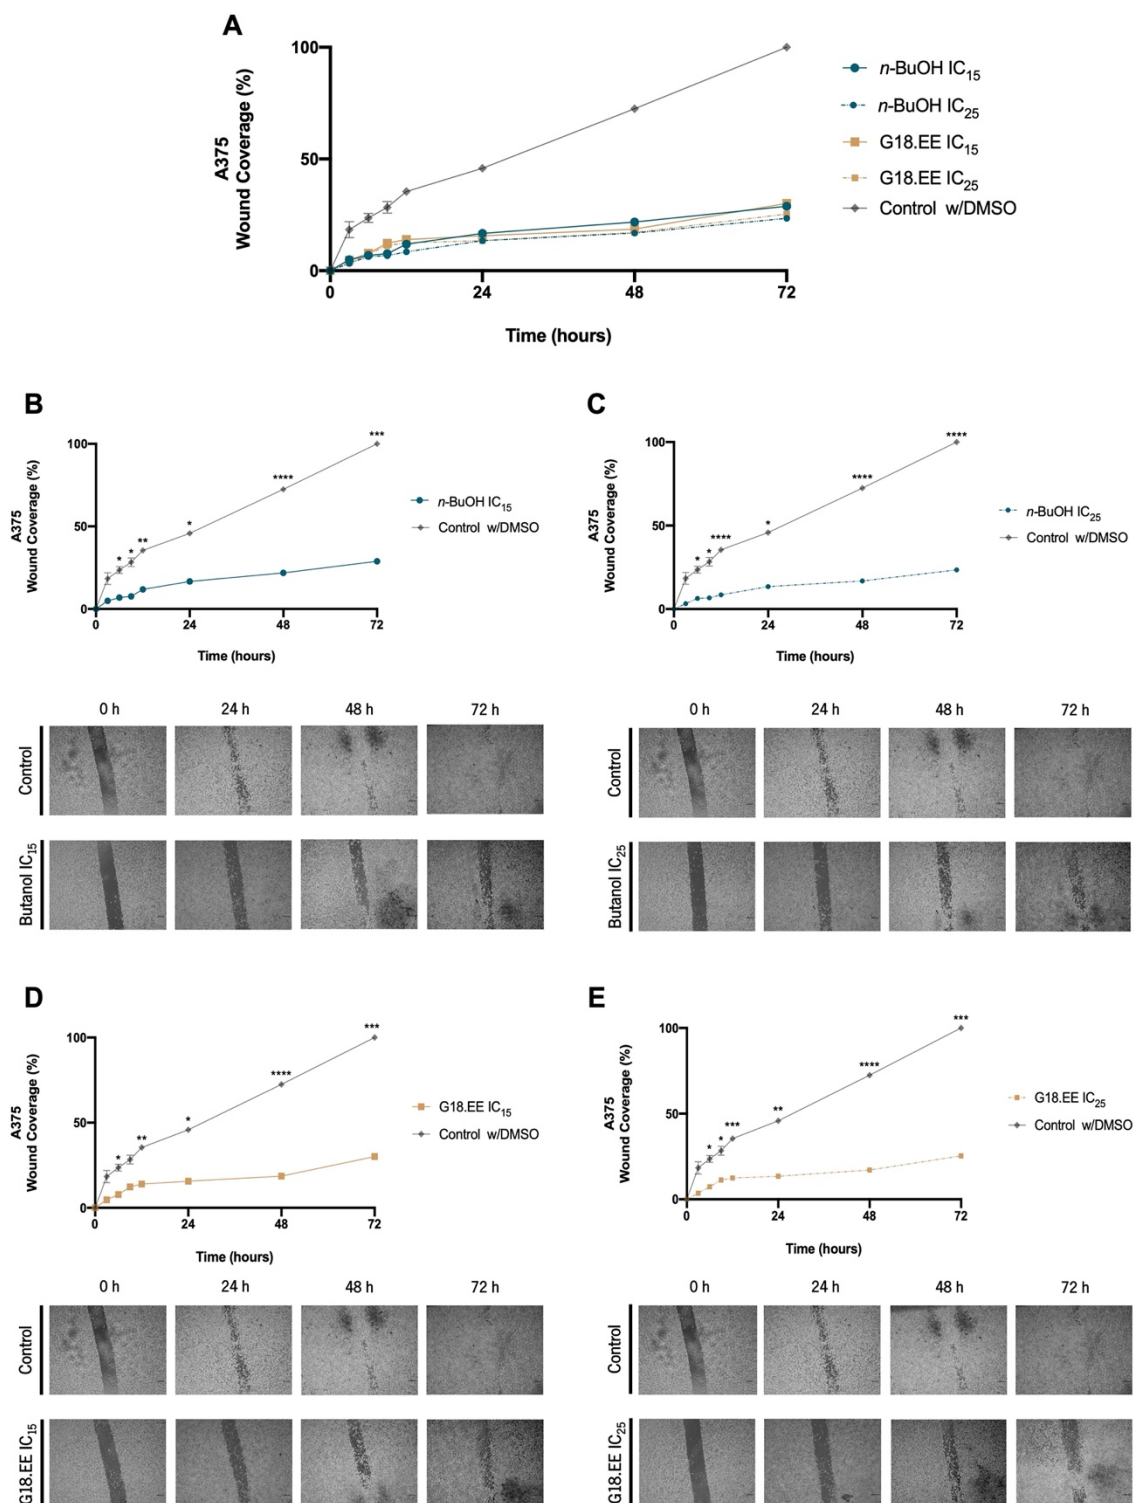 A
A375
Wound Coverage (%)
100
50
0
0 24 48 72
Time (hours)
n-BuOH IC15
n-BuOH IC25
G18.EE IC15
G18.EE IC25
Control w/DMSO
B
A375
Wound Coverage (%)
100
50
0
* * ** * **** ***
0 24 48 72
Time (hours)
n-BuOH IC15
Control w/DMSO
0 h 24 h 48 h 72 h
Control
Butanol IC15
C
A375
Wound Coverage (%)
100
50
0
* * **** * **** ****
0 24 48 72
Time (hours)
n-BuOH IC25
Control w/DMSO
0 h 24 h 48 h 72 h
Control
Butanol IC25
D
A375
Wound Coverage (%)
100
50
0
* ** * **** ***
0 24 48 72
Time (hours)
G18.EE IC15
Control w/DMSO
0 h 24 h 48 h 72 h
Control
G18.EE IC15
E
A375
Wound Coverage (%)
100
50
0
* * *** ** **** ***
0 24 48 72
Time (hours)
G18.EE IC25
Control w/DMSO
0 h 24 h 48 h 72 h
Control
G18.EE IC25